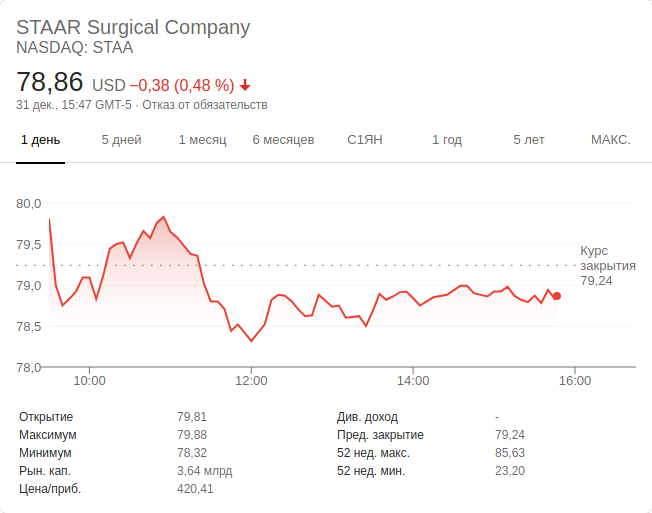 STAAR Surgical Company
NASDAQ: STAA
78,86 USD −0,38 (0,48 %)
31 дек., 15:47 GMT-5 · Отказ от обязательств
1 день 5 дней 1 месяц 6 месяцев С1ЯН 1 год 5 лет МАКС.
80,0
79,5
79,0
78,5
78,0
Курс
закрытия
79,24
10:00 12:00 14:00 16:00
Открытие 79,81 Див. доход -
Максимум 79,88 Пред. закрытие 79,24
Минимум 78,32 52 нед. макс. 85,63
Рын. кап. 3,64 млрд 52 нед. мин. 23,20
Цена/приб. 420,41